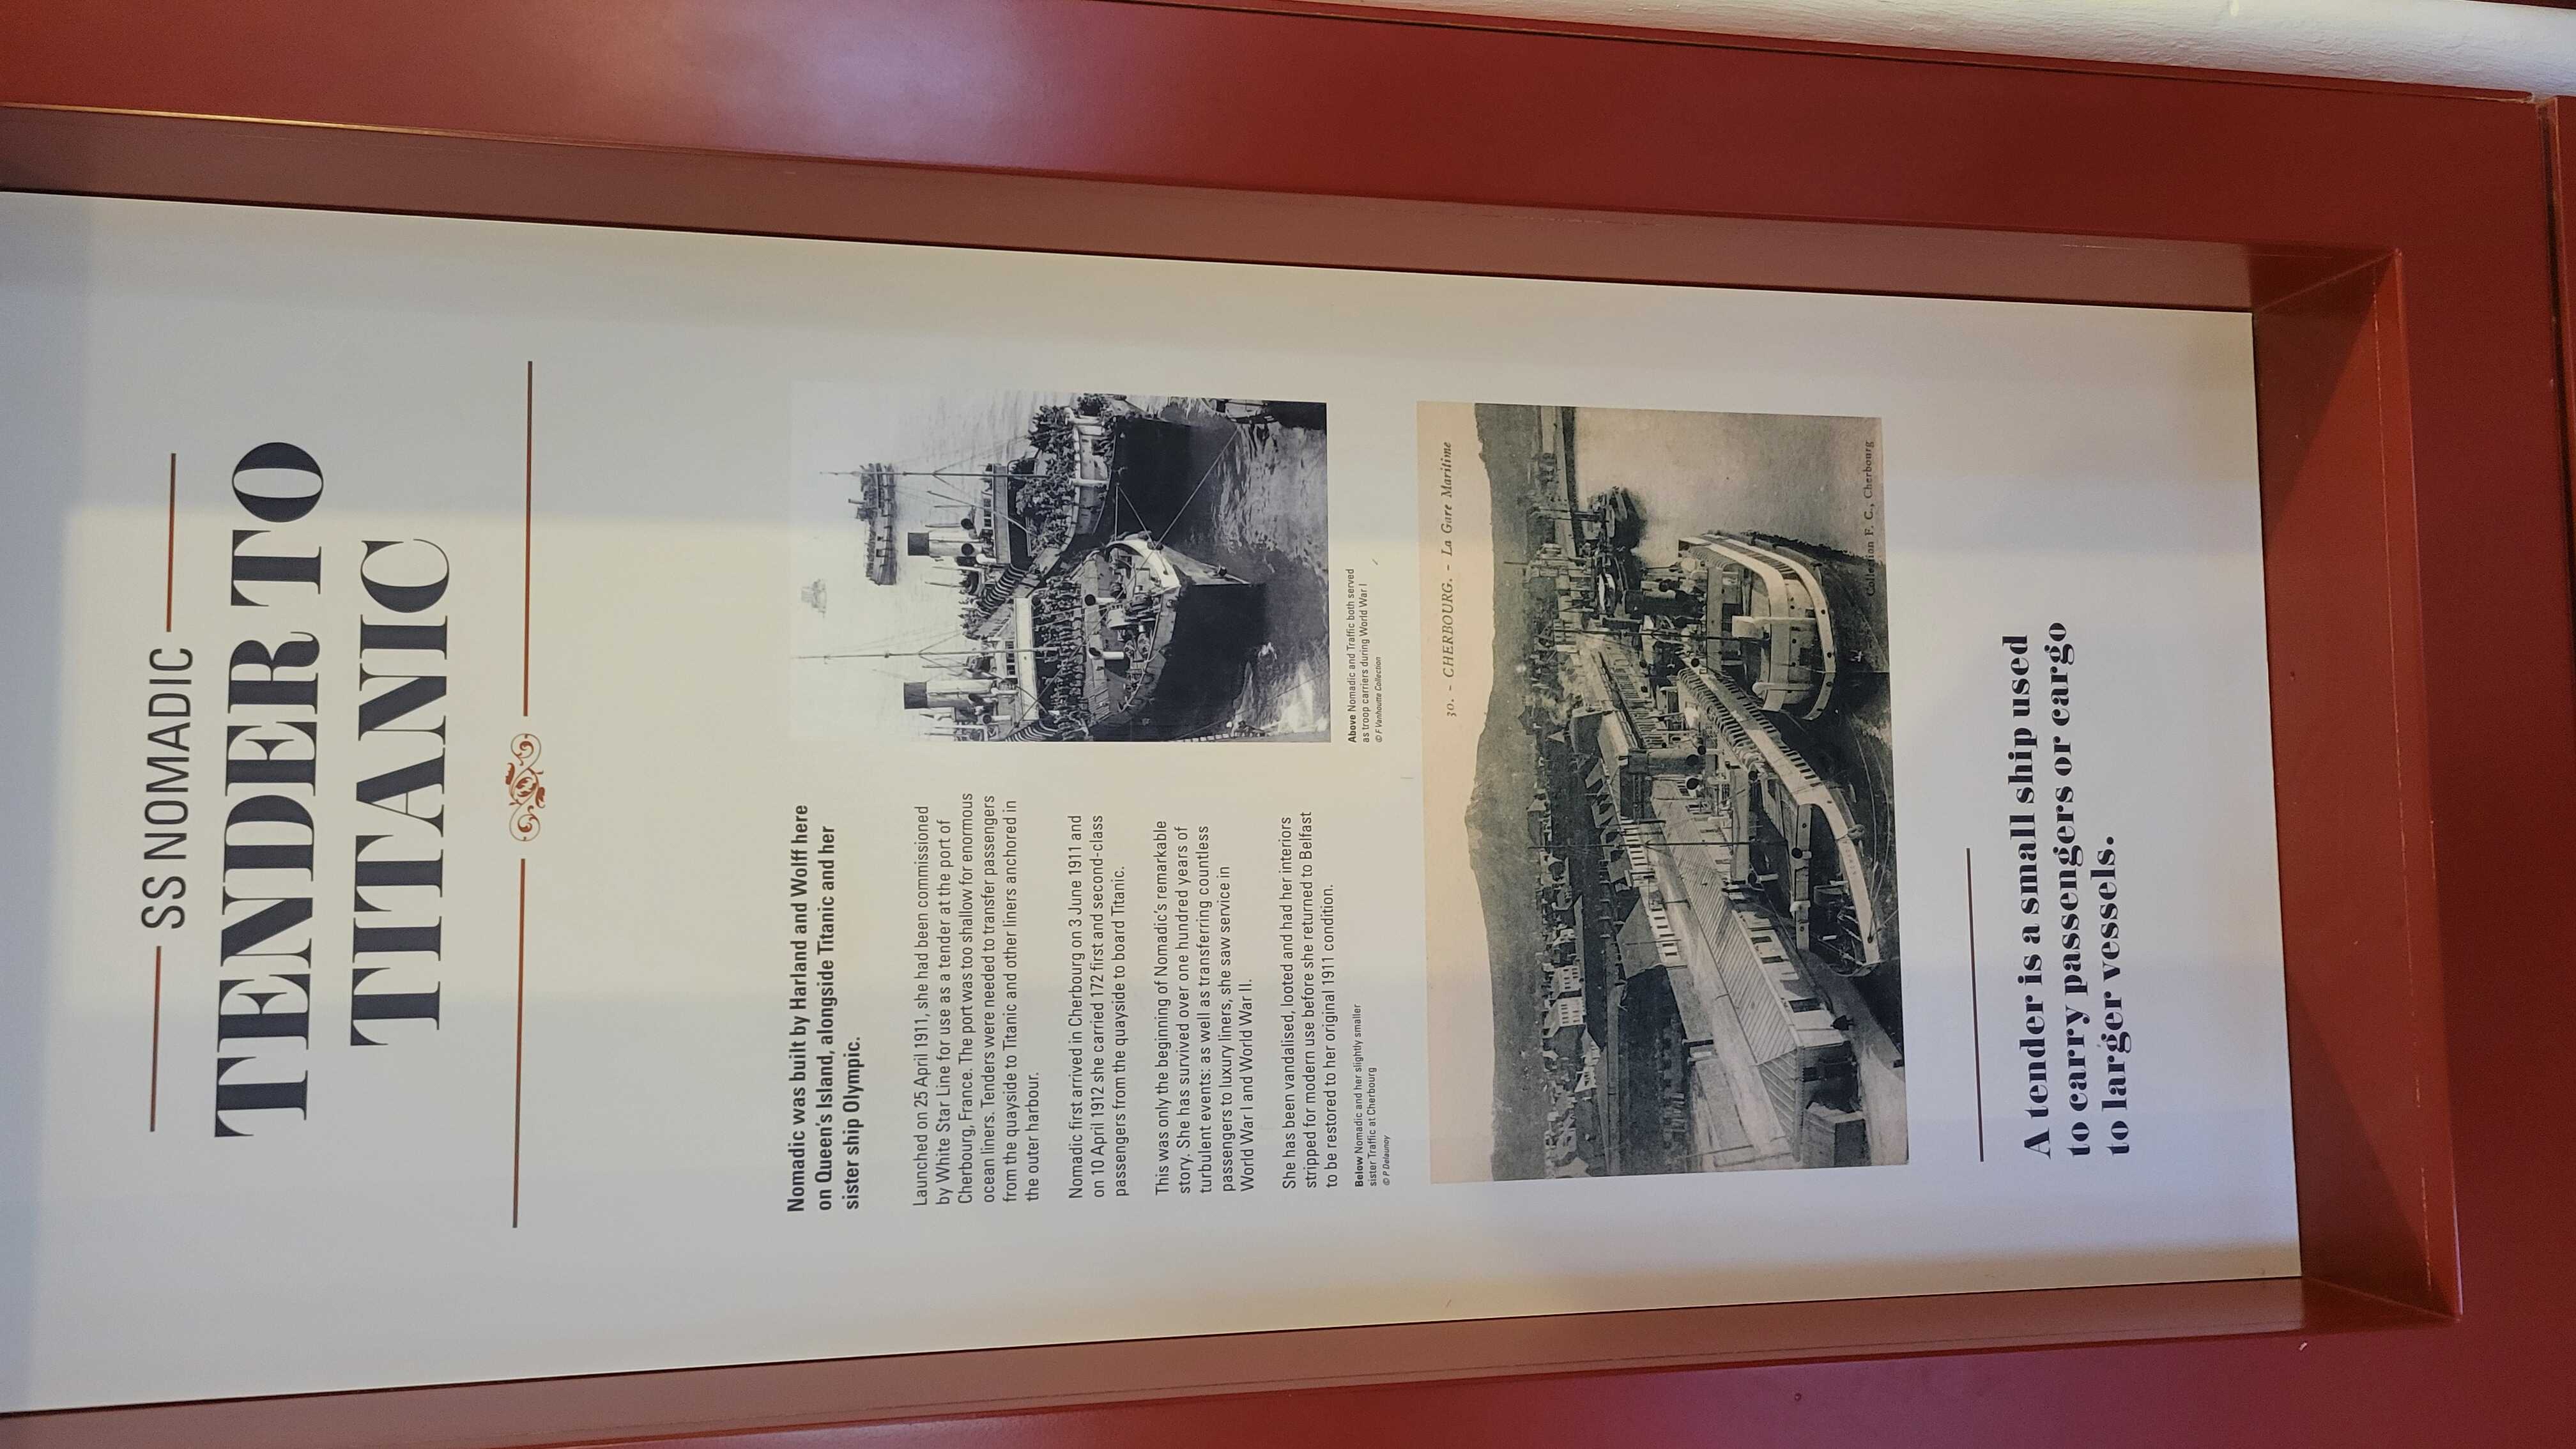 SS NOMADIC
TENDER TO
TITANIC
Nomadic was built by Harland and Wolff here
on Queen's Island, alongside Titanic and her
sister ship Olympic.
Launched on 25 April 1911, she had been commissioned
by White Star Line for use as a tender at the port of
Cherbourg, France. The port was too shallow for enormous
ocean liners. Tenders were needed to transfer passengers
from the quayside to Titanic and other liners anchored in
the outer harbour.
Nomadic first arrived in Cherbourg on 3 June 1911 and
on 10 April 1912 she carried 172 first and second-class
passengers from the quayside to board Titanic.
This was only the beginning of Nomadic's remarkable
story. She has survived over one hundred years of
turbulent events: as well as transferring countless
passengers to luxury liners, she saw service in
World War I and World War II.
She has been vandalised, looted and had her interiors
stripped for modern use before she returned to Belfast
to be restored to her original 1911 condition.
Below Nomadic and her slightly smaller
sister Traffic at Cherbourg
© P Delaunoy
Above Nomadic and Traffic both served
as troop carriers during World War I
© F Vanhoutte Collection
30. - CHERBOURG. - La Gare Maritime
Collection F. C., Cherbourg
A tender is a small ship used
to carry passengers or cargo
to larger vessels.